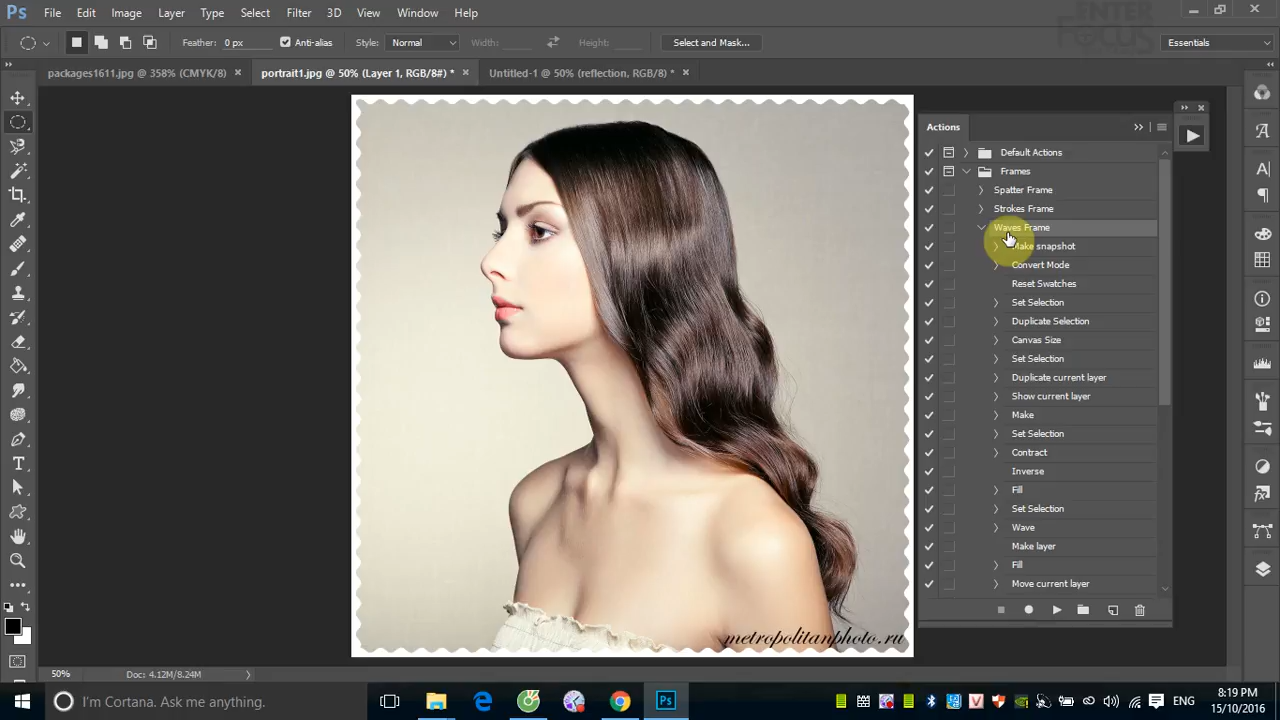 Ps File Edit Image Layer Type Select Filter 3D View Window Help
ENTER
FOCUS
Feather: 0 px Anti-alias Style: Normal Width: Height: Select and Mask... Essentials
packages1611.jpg @ 358% (CMYK/8) portrait1.jpg @ 50% (Layer 1, RGB/8#) * Untitled-1 @ 50% (reflection, RGB/8) *
Actions
Default Actions
Frames
Spatter Frame
Strokes Frame
Waves Frame
Make snapshot
Convert Mode
Reset Swatches
Set Selection
Duplicate Selection
Canvas Size
Set Selection
Duplicate current layer
Show current layer
Make
Set Selection
Contract
Inverse
Fill
Set Selection
Wave
Make layer
Fill
Move current layer
metropolitanphoto.ru
50% Doc: 4.12M/8.24M
I'm Cortana. Ask me anything.
ENG
8:19 PM
15/10/2016